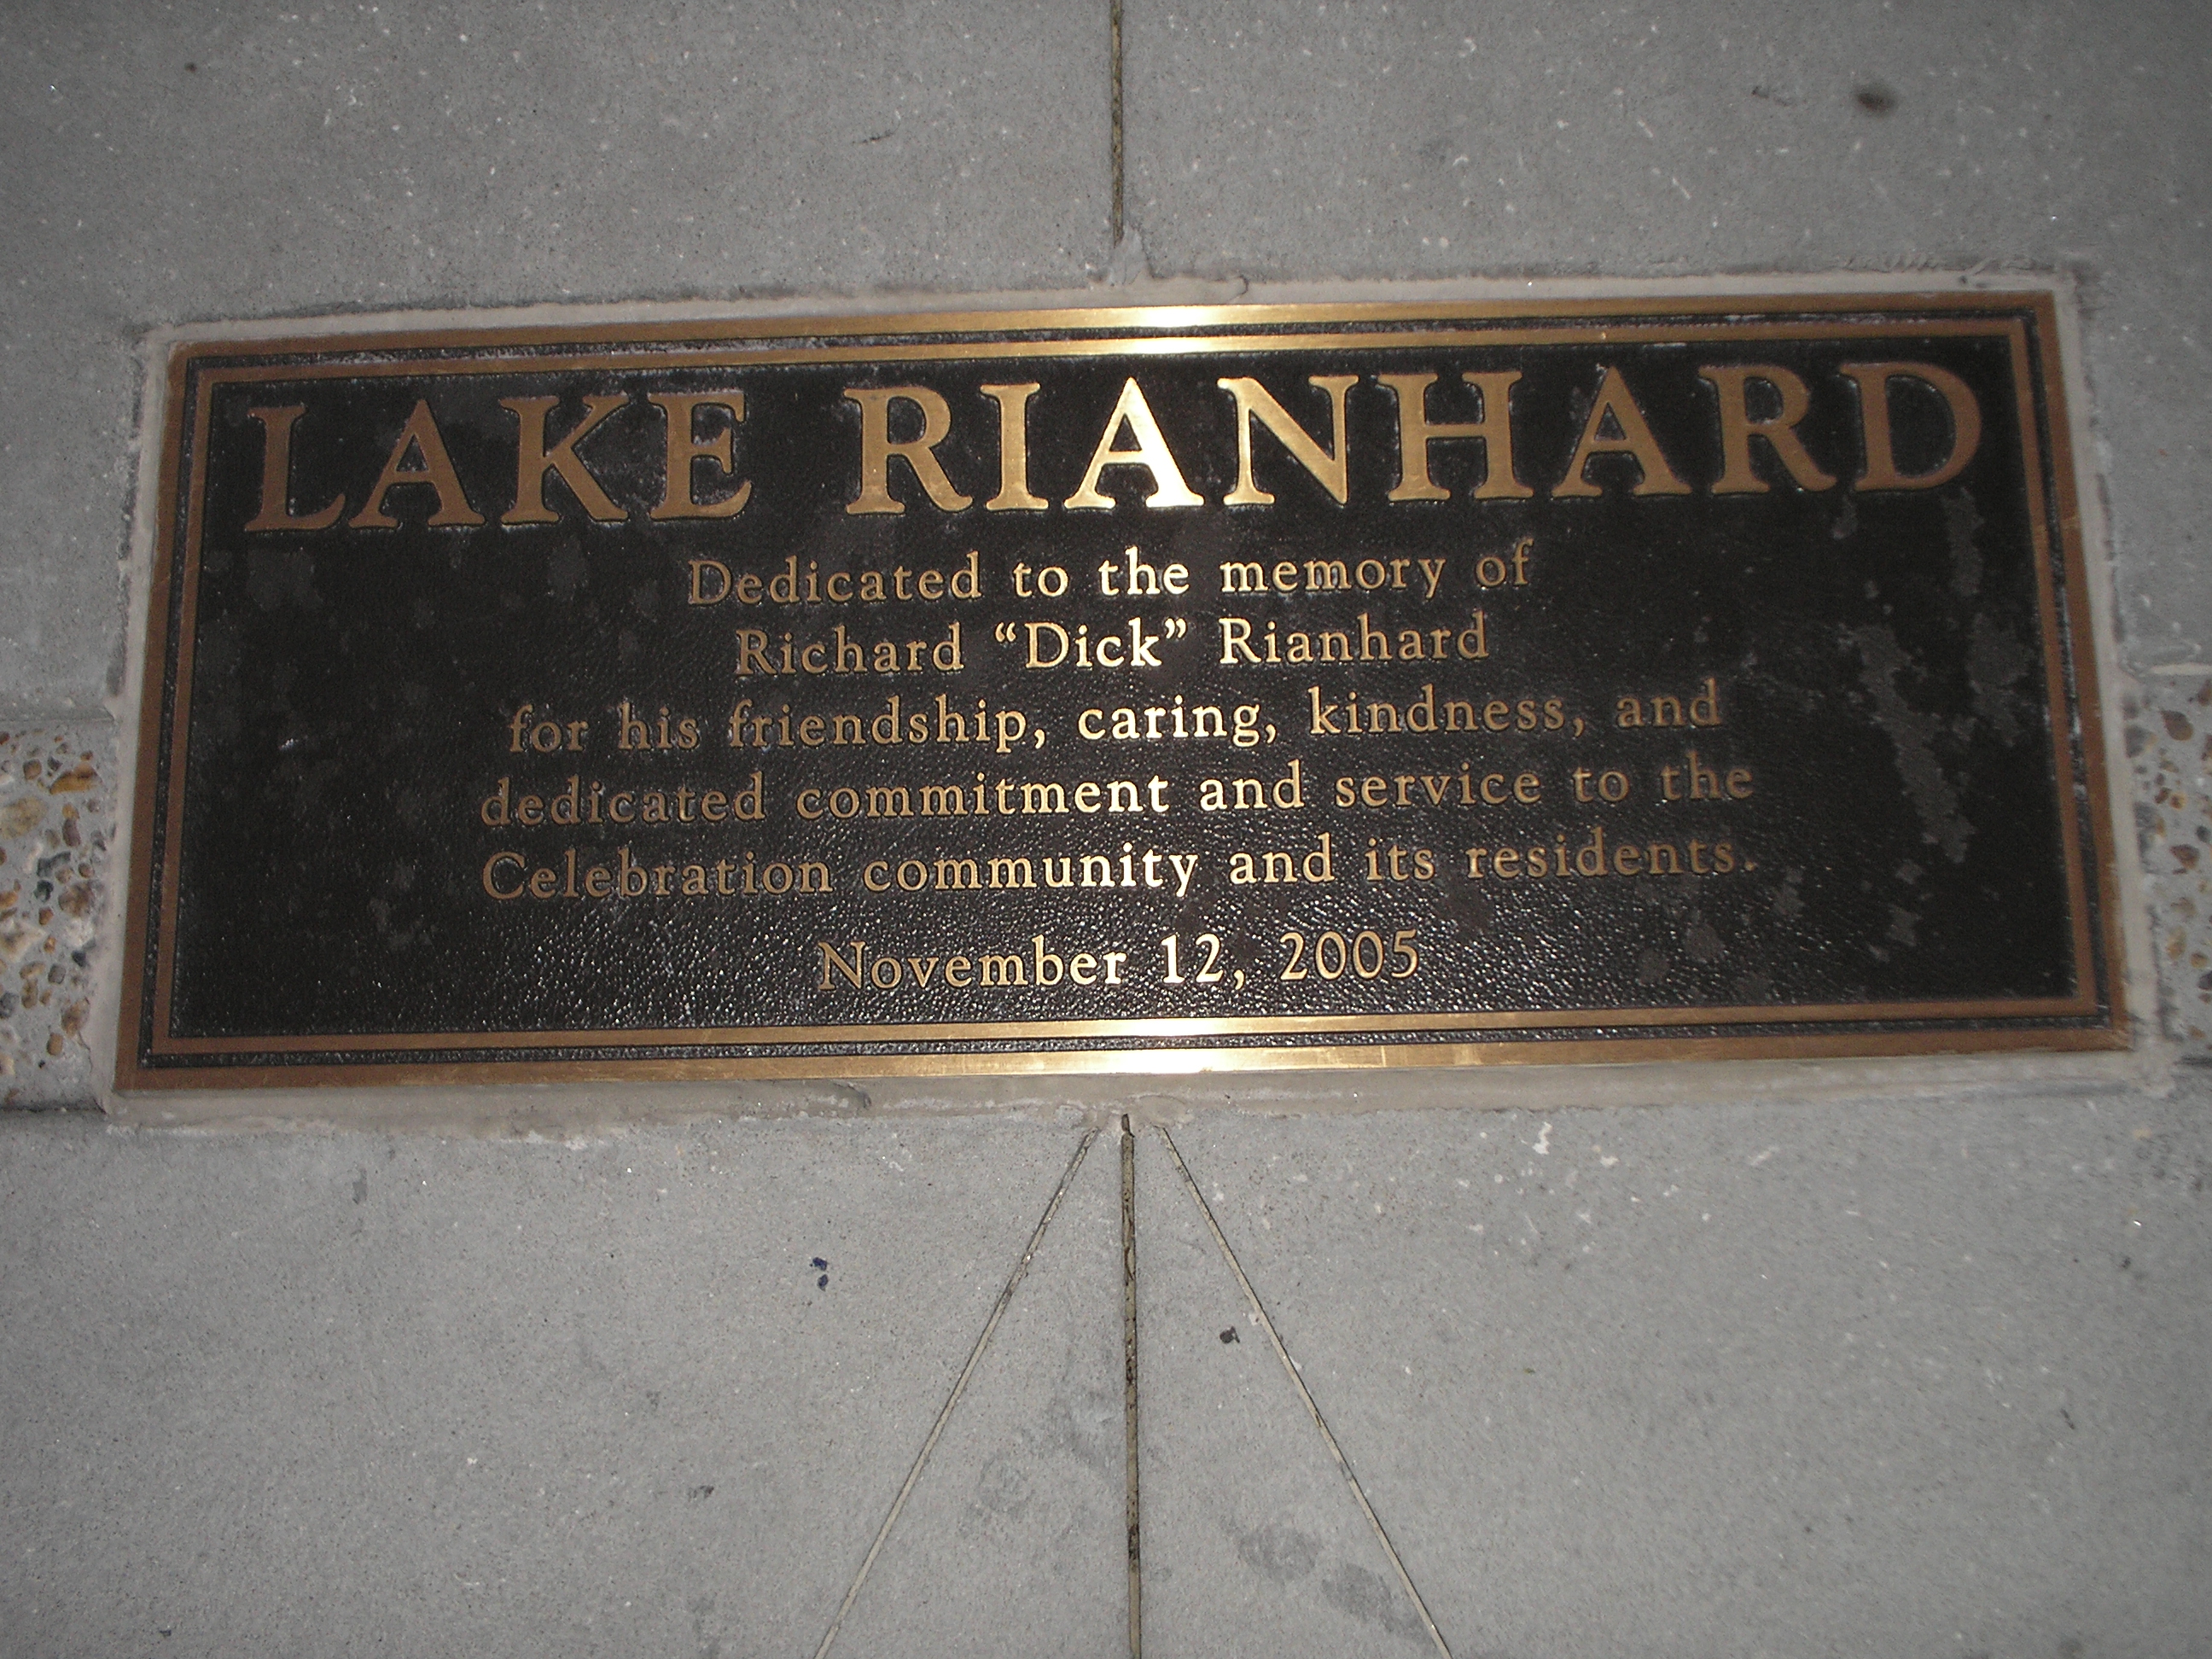 LAKE RIANHARD
Dedicated to the memory of
Richard “Dick” Rianhard
for his friendship, caring, kindness, and
dedicated commitment and service to the
Celebration community and its residents.
November 12, 2005